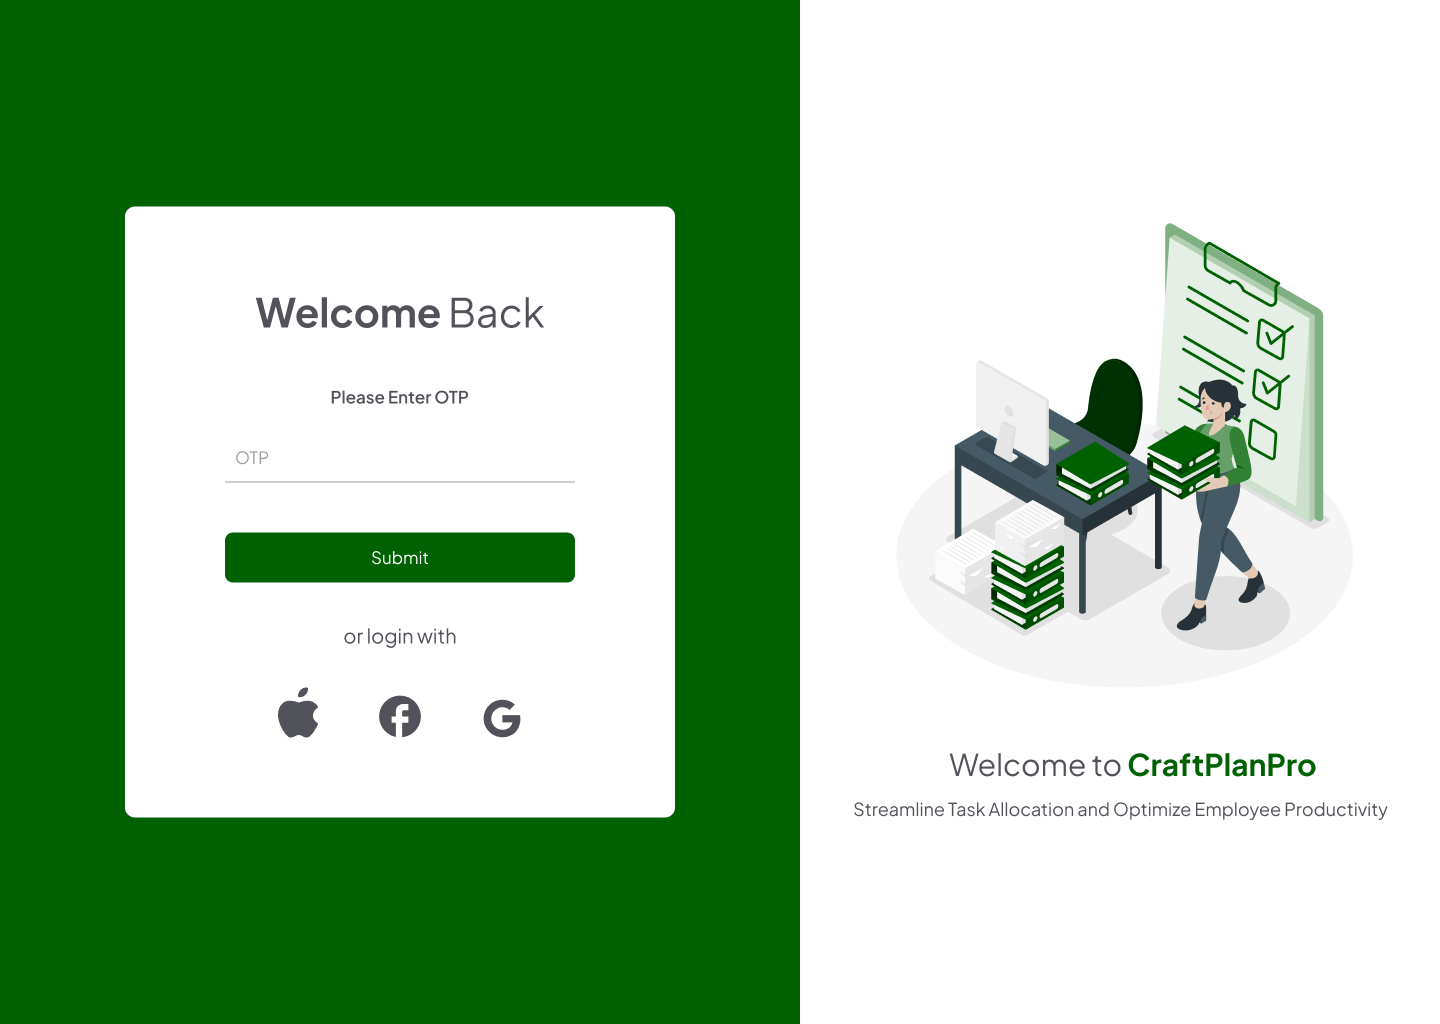 Welcome Back
Please Enter OTP
OTP
Submit
or login with
Welcome to CraftPlanPro
Streamline Task Allocation and Optimize Employee Productivity